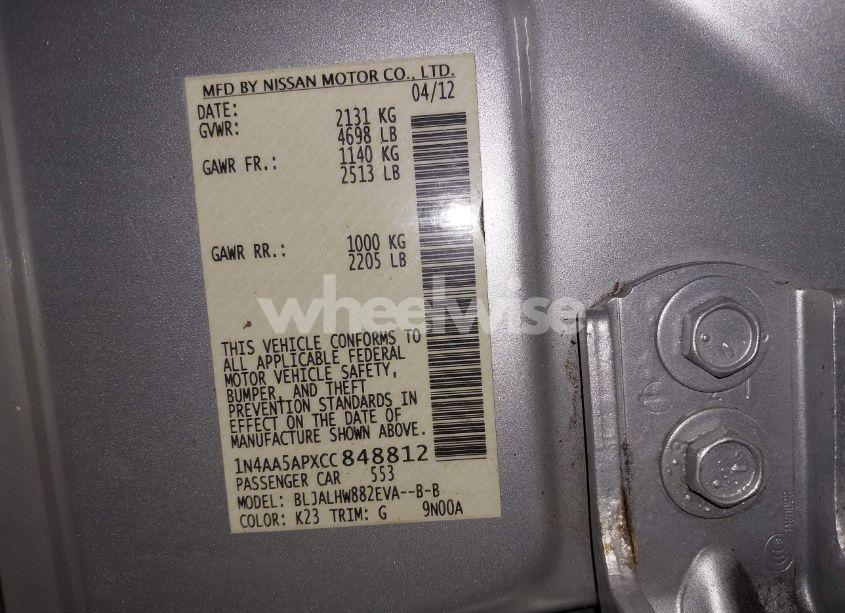 MFD BY NISSAN MOTOR CO., LTD.
DATE: 04/12
GVWR: 2131 KG
4698 LB
GAWR FR.: 1140 KG
2513 LB
GAWR RR.: 1000 KG
2205 LB
wheelwise
THIS VEHICLE CONFORMS TO
ALL APPLICABLE FEDERAL
MOTOR VEHICLE SAFETY,
BUMPER, AND THEFT
PREVENTION STANDARDS IN
EFFECT ON THE DATE OF
MANUFACTURE SHOWN ABOVE.
1N4AA5APXCC848812
PASSENGER CAR 553
MODEL: BLJALHW882EVA--B-B
COLOR: K23 TRIM: G 9N00A